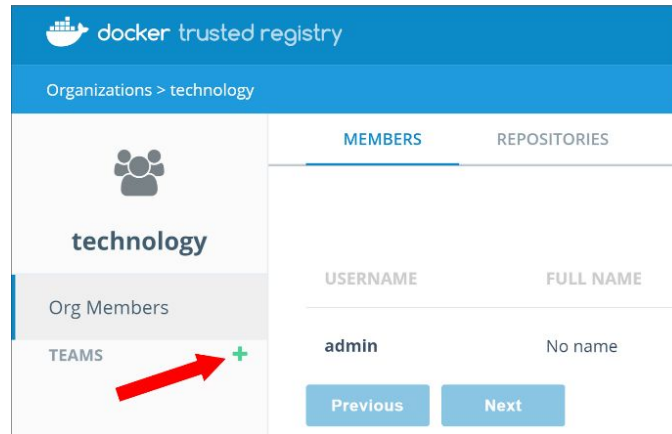 docker trusted registry
Organizations > technology
MEMBERS REPOSITORIES
technology
USERNAME FULL NAME
Org Members
TEAMS +
admin No name
Previous Next